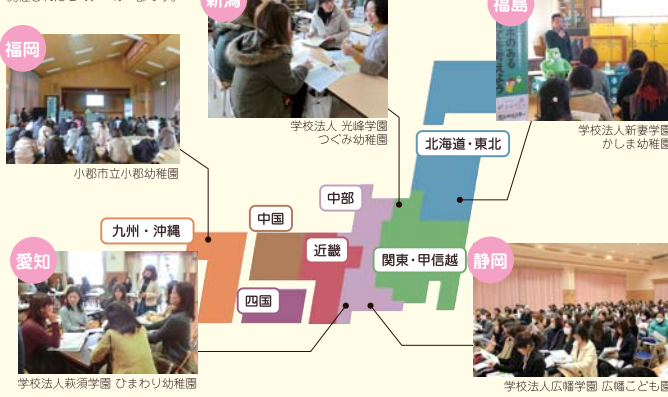 新潟
福島
福岡
学校法人 光峰学園
つぐみ幼稚園
学校法人新妻学園
かしま幼稚園
小郡市立小郡幼稚園
北海道・東北
中部
中国
九州・沖縄
近畿
関東・甲信越
四国
愛知
静岡
学校法人萩須学園 ひまわり幼稚園
学校法人広幡学園 広幡こども園